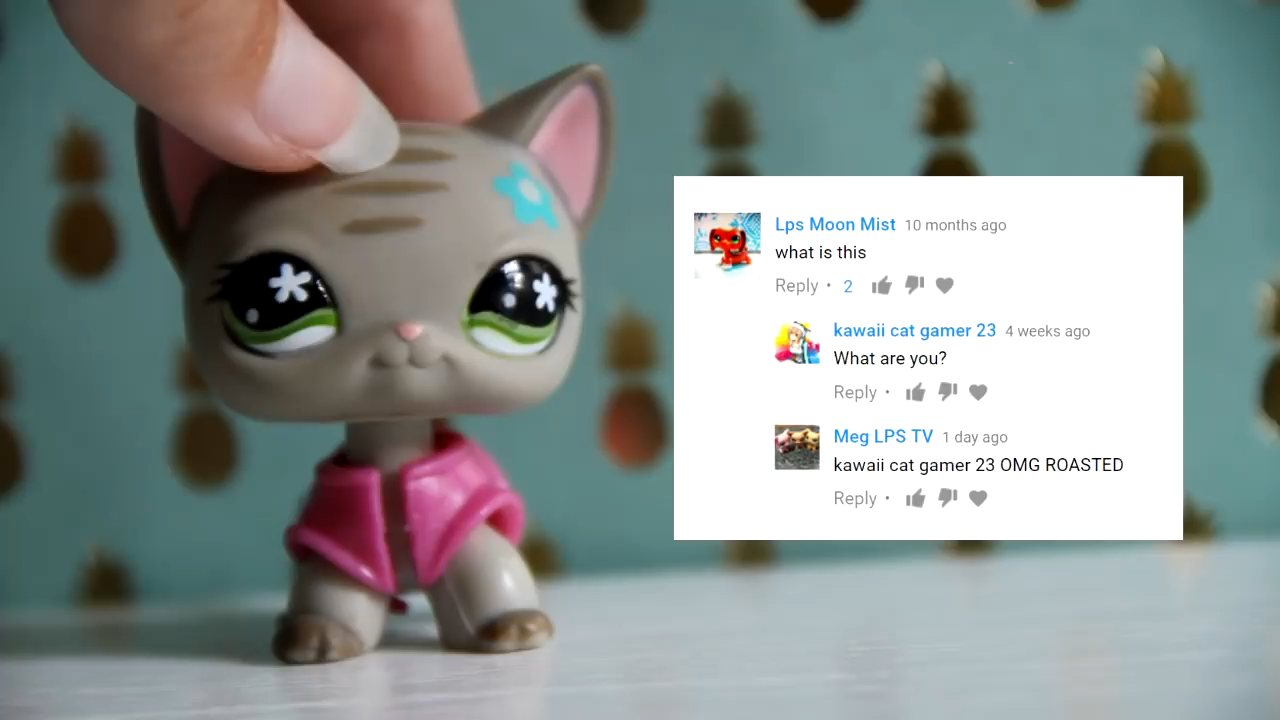 Lps Moon Mist 10 months ago
what is this
Reply • 2
kawaii cat gamer 23 4 weeks ago
What are you?
Reply •
Meg LPS TV 1 day ago
kawaii cat gamer 23 OMG ROASTED
Reply •